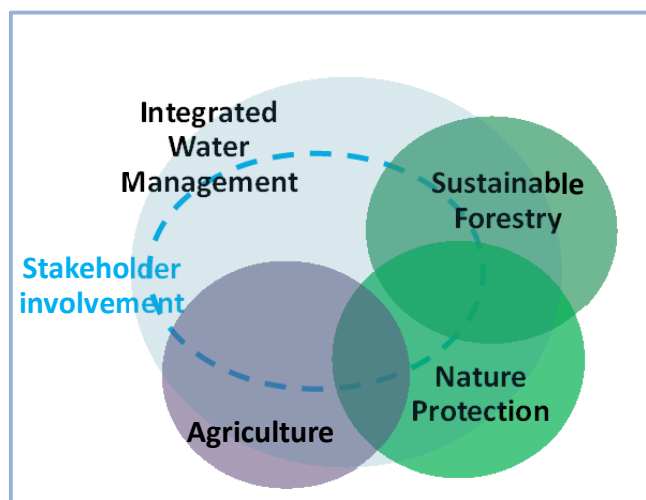 Integrated
Water
Management
Sustainable
Forestry
Stakeholder
involvement
Nature
Protection
Agriculture